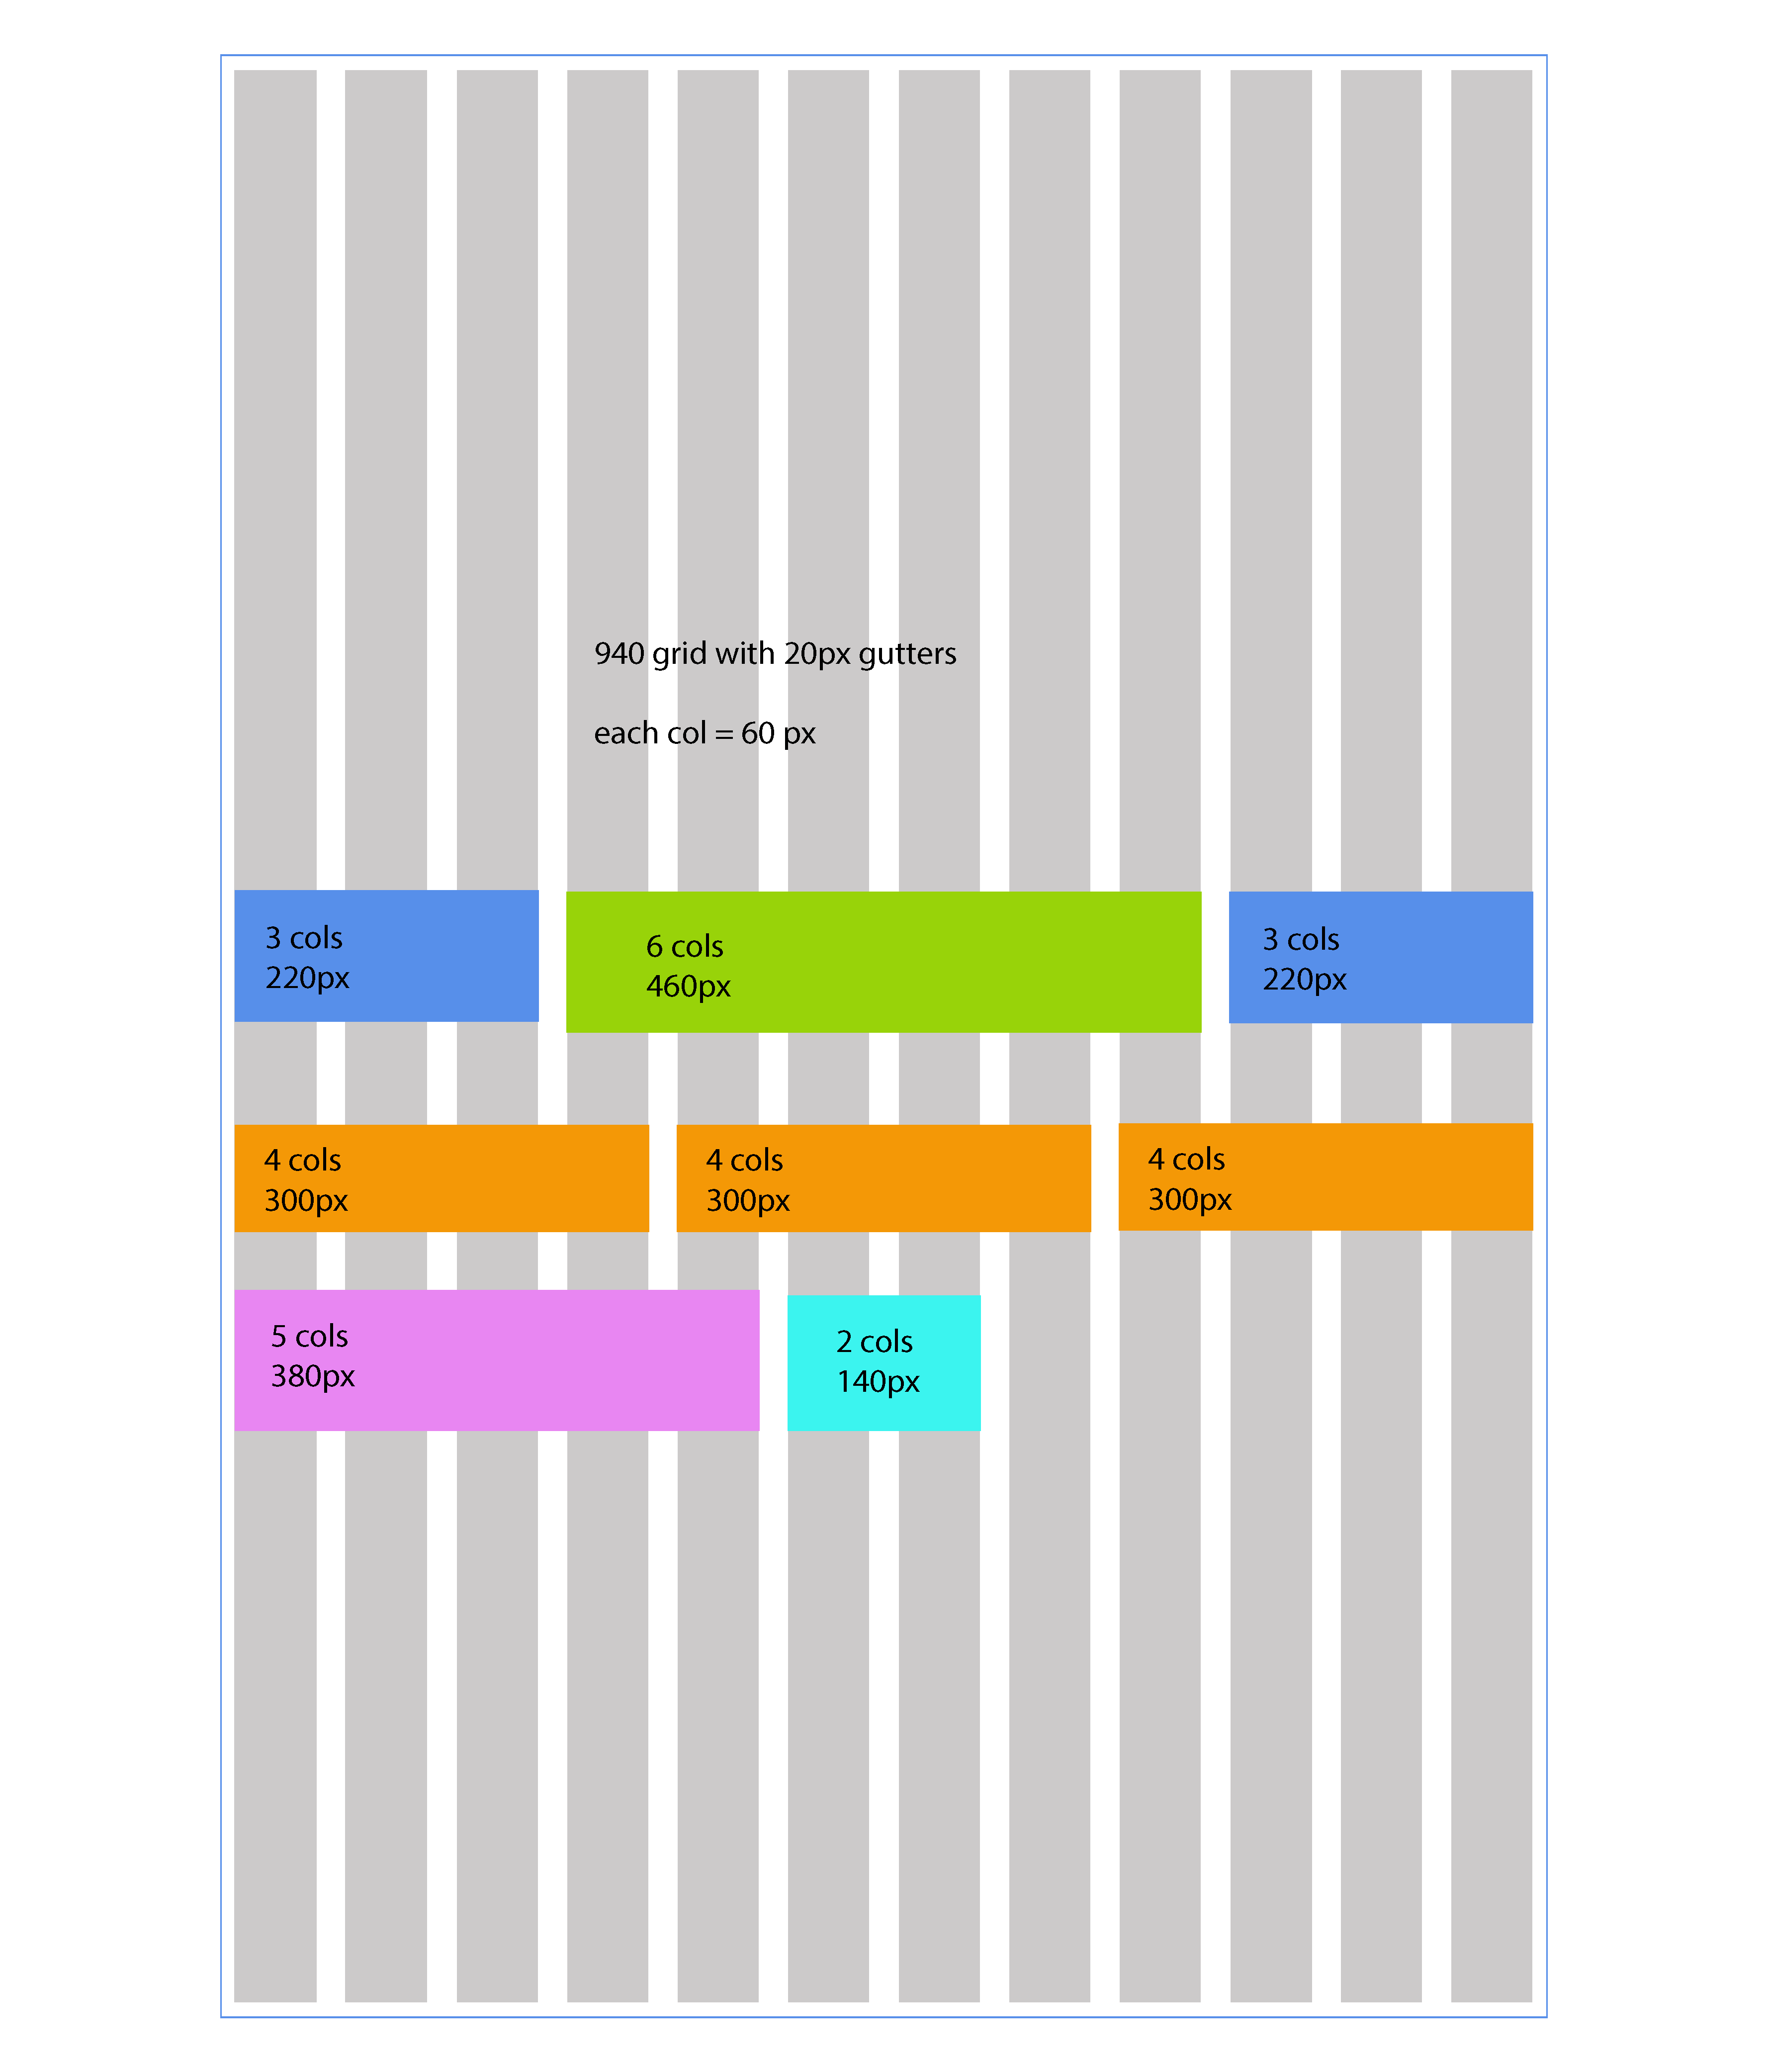 940 grid with 20px gutters
each col = 60 px
3 cols
220px
6 cols
460px
3 cols
220px
4 cols
300px
4 cols
300px
4 cols
300px
5 cols
380px
2 cols
140px